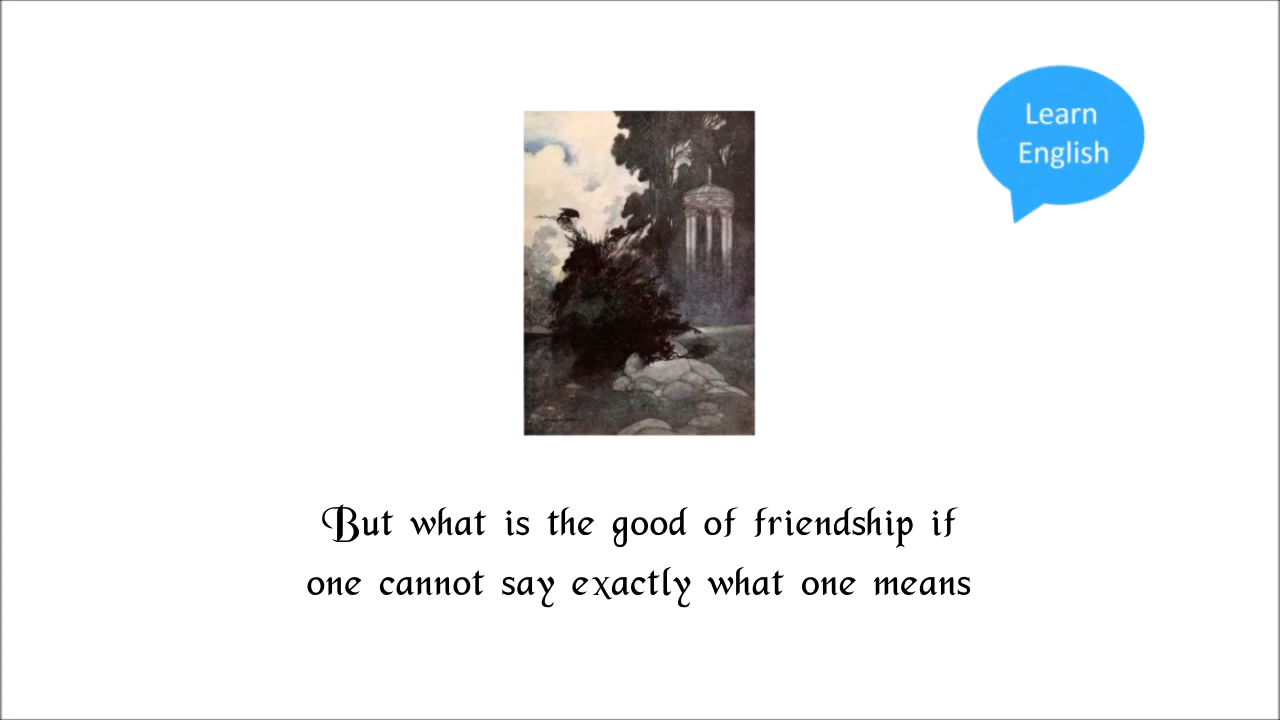 Learn
English
But what is the good of friendship if
one cannot say exactly what one means